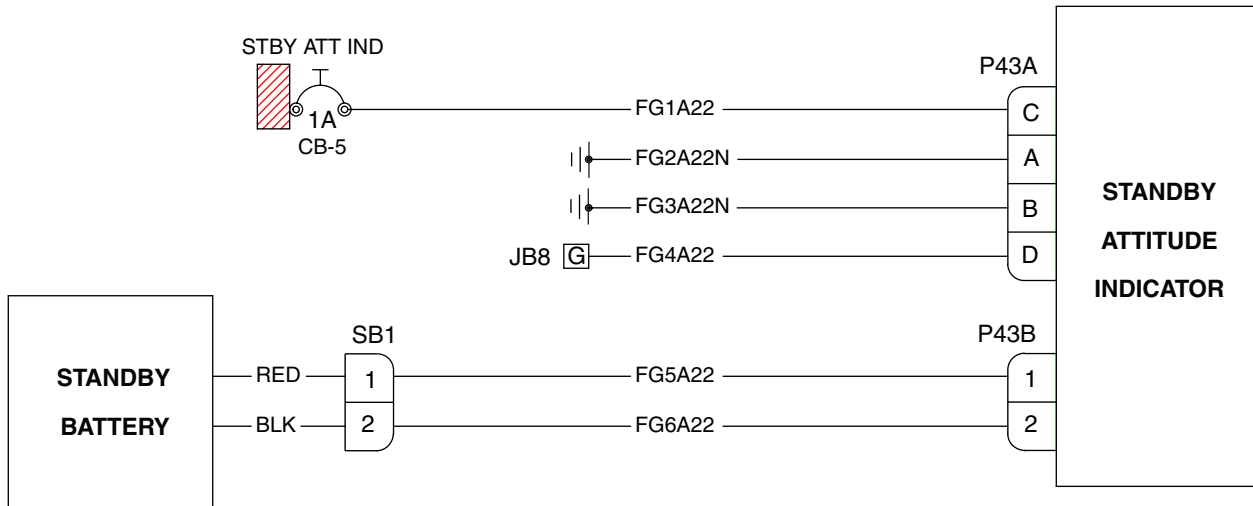 STBY ATT IND
1A
CB-5
P43A
FG1A22
C
FG2A22N
A
FG3A22N
B
JB8 G
FG4A22
D
STANDBY
ATTITUDE
INDICATOR
STANDBY
BATTERY
SB1
P43B
RED
1
FG5A22
1
BLK
2
FG6A22
2